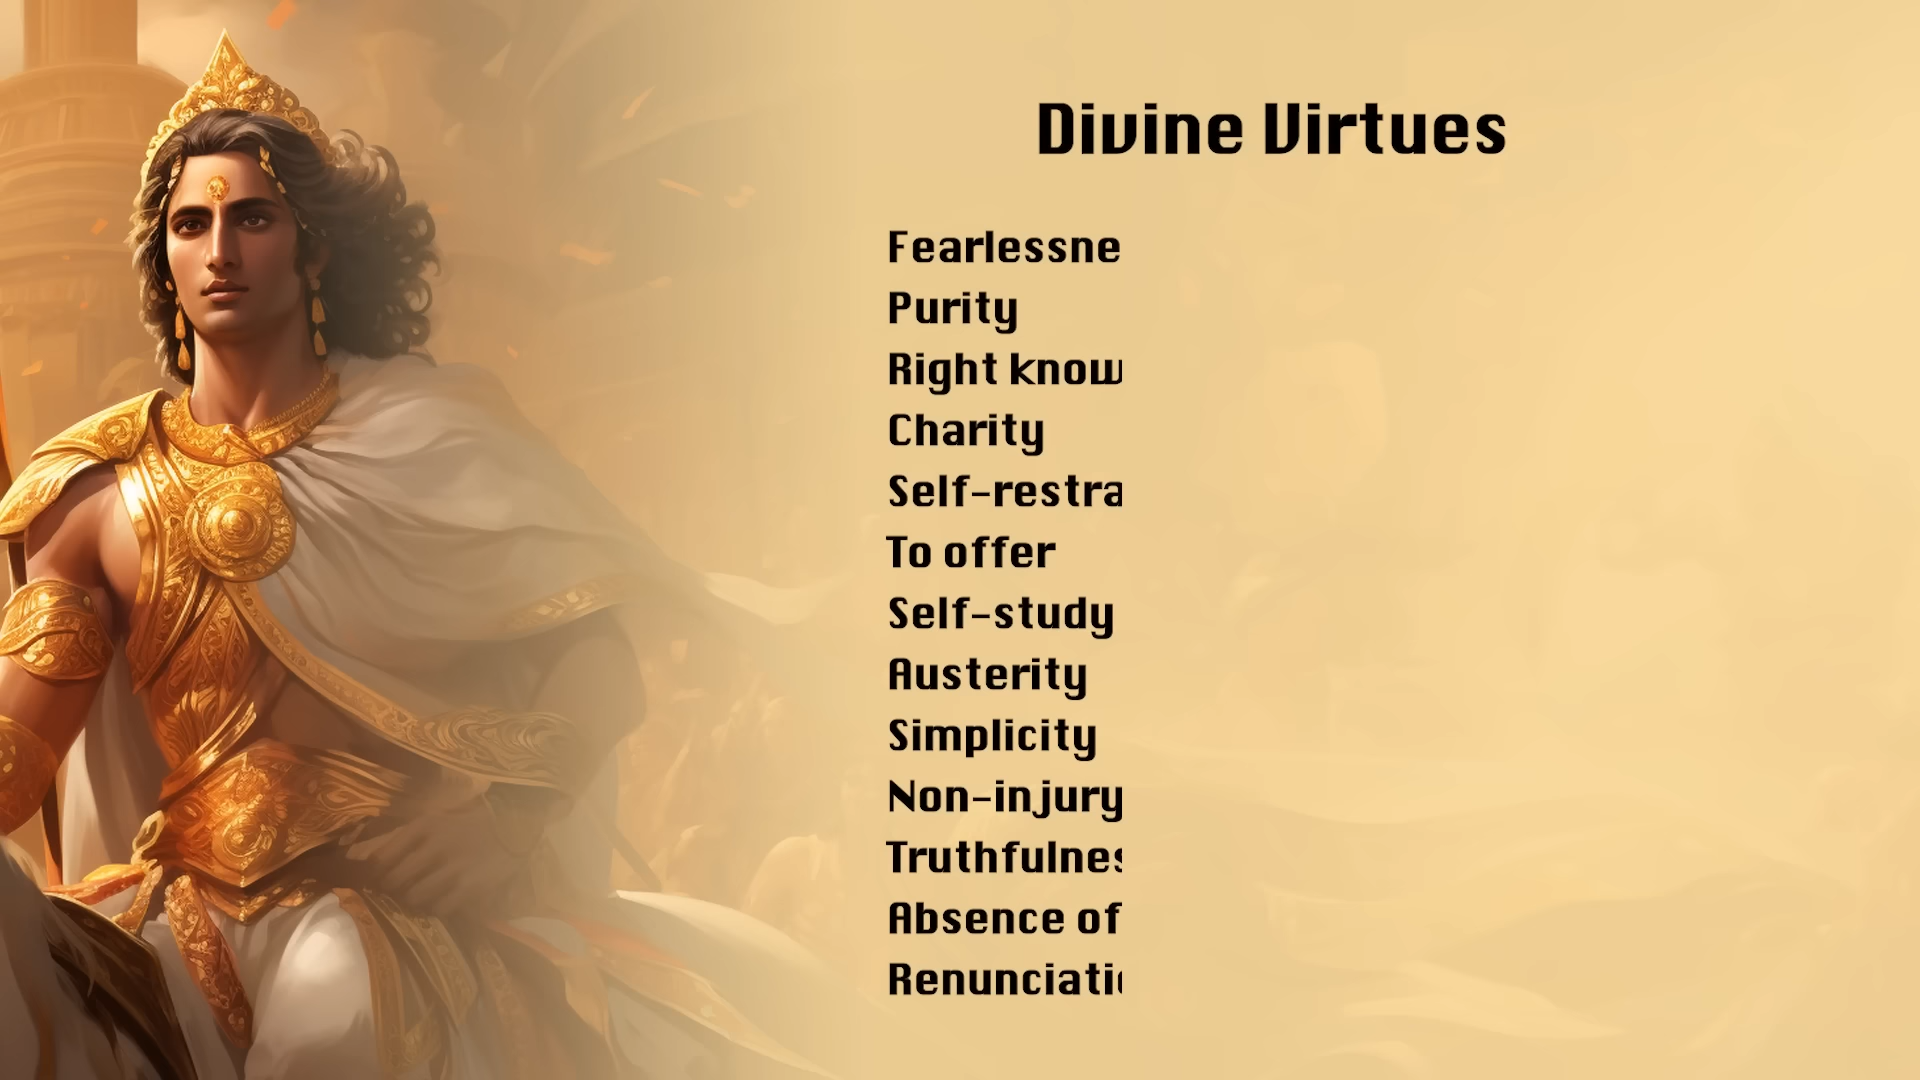 Divine Virtues
Fearlessne
Purity
Right know
Charity
Self-restra
To offer
Self-study
Austerity
Simplicity
Non-injury
Truthfulnes
Absence of
Renunciati